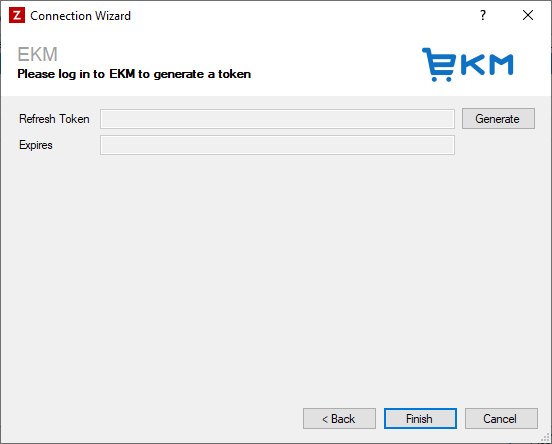 Z Connection Wizard ?
EKM
Please log in to EKM to generate a token
EKM
Refresh Token Generate
Expires
< Back Finish Cancel